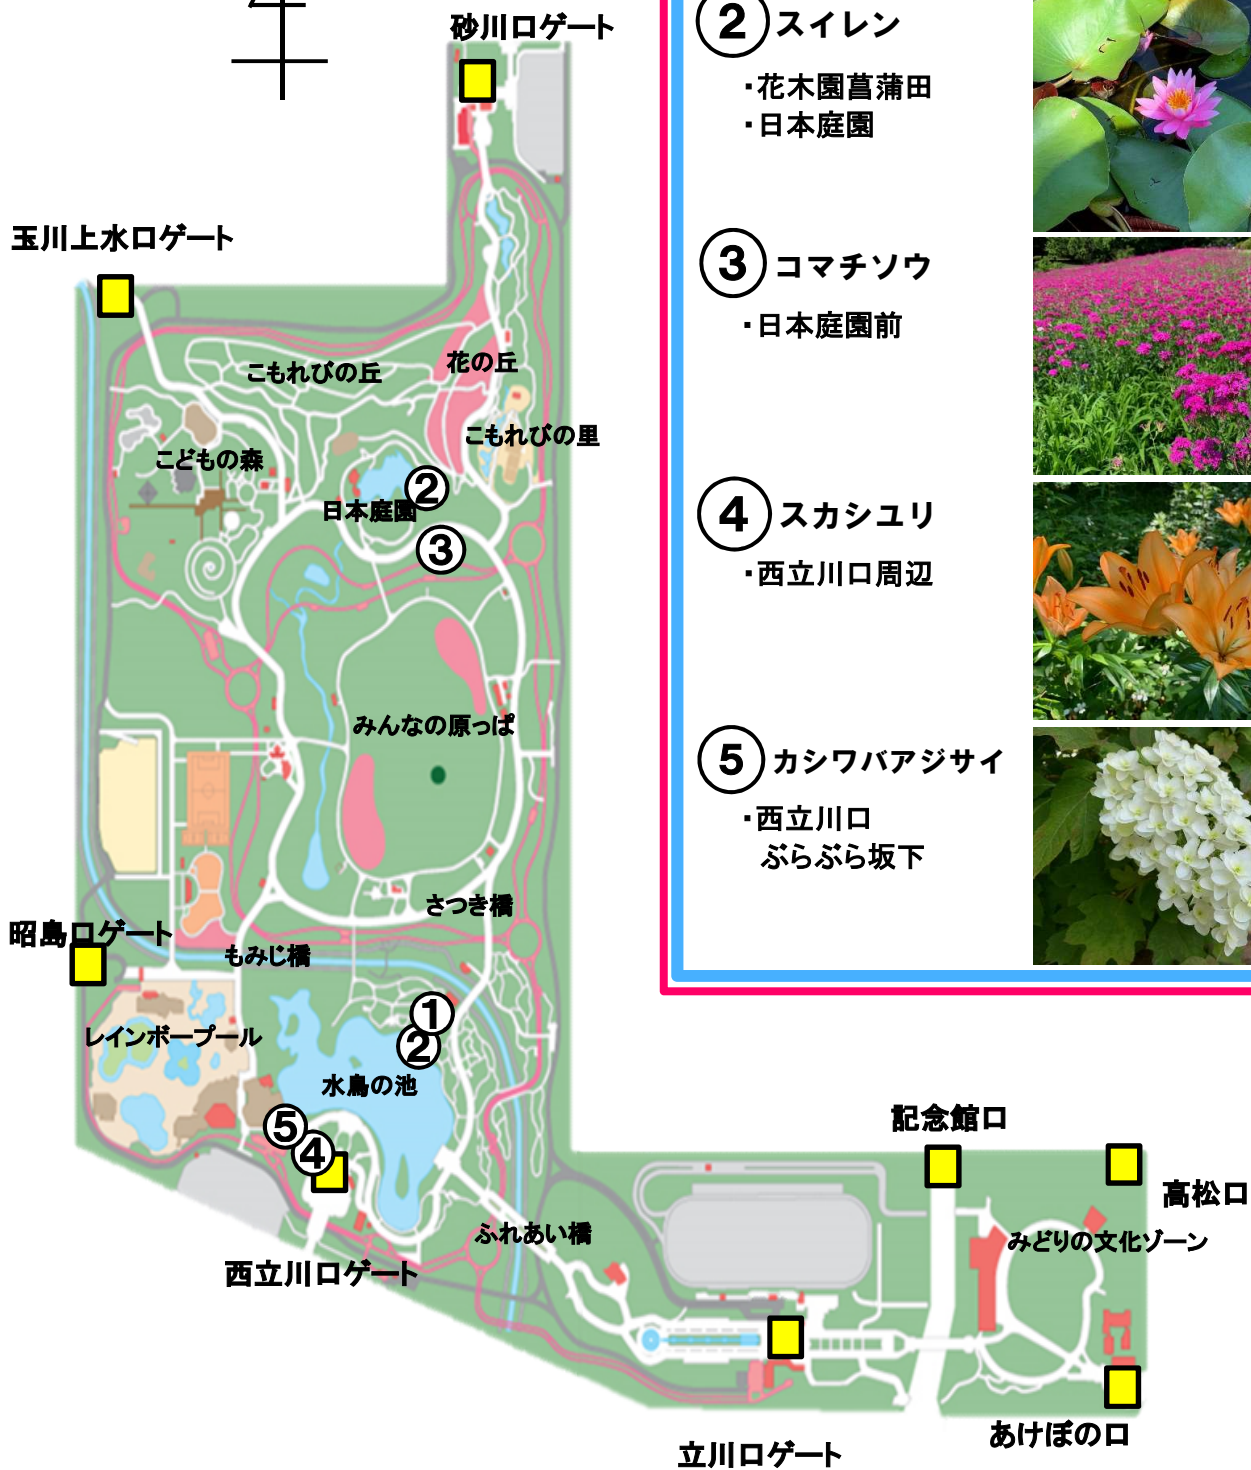 砂川口ゲート
② スイレン
・花木園菖蒲田
・日本庭園
玉川上水口ゲート
③ コマチソウ
・日本庭園前
こもれびの丘
花の丘
こもれびの里
こどもの森
②
日本庭園
③
④ スカシユリ
・西立川口周辺
みんなの原っぱ
⑤ カシワバアジサイ
・西立川口
ぶらぶら坂下
さつき橋
昭島口ゲート
もみじ橋
①
②
レインボープール
水鳥の池
⑤
④
記念館口
高松口
ふれあい橋
みどりの文化ゾーン
西立川口ゲート
あけぼの口
立川口ゲート